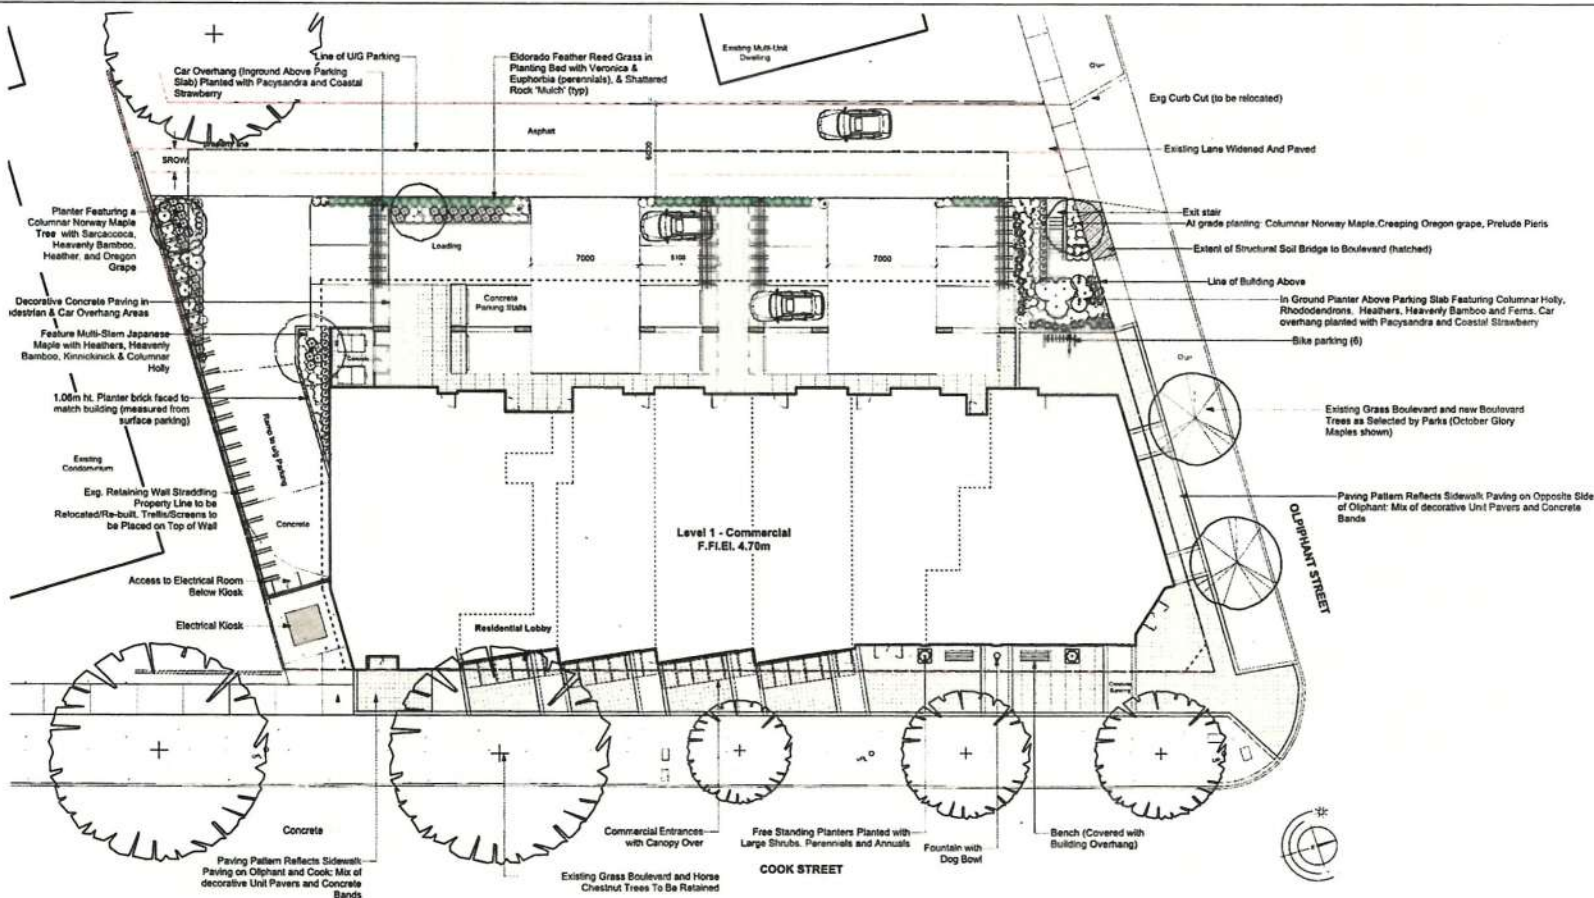 Line of U/G Parking
Car Overhang (Inground Above Parking
Slab) Planted with Pacysandra and Coastal
Strawberry
Eldorado Feather Reed Grass in
Planting Bed with Veronica &
Euphorbia (perennials), & Shattered
Rock 'Mulch' (typ)
Existing Multi-Unit
Dwelling
Exg Curb Cut (to be relocated)
Asphalt
property line
SROW
6000
Existing Lane Widened And Paved
Planter Featuring a
Columnar Norway Maple
Tree with Sarcaccoca,
Heavenly Bamboo,
Heather, and Oregon
Grape
Exit stair
At grade planting: Columnar Norway Maple,Creeping Oregon grape, Prelude Pieris
Loading
Extent of Structural Soil Bridge to Boulevard (hatched)
7000
5100
7000
Line of Building Above
Decorative Concrete Paving in
edestrian & Car Overhang Areas
Concrete
Parking Stalls
In Ground Planter Above Parking Slab Featuring Columnar Holly,
Rhododendrons, Heathers, Heavenly Bamboo and Ferns. Car
overhang planted with Pacysandra and Coastal Strawberry
Feature Multi-Stem Japanese
Maple with Heathers, Heavenly
Bamboo, Kinnickinick & Columnar
Holly
Concrete
Bike parking (6)
1.06m ht. Planter brick faced to
match building (measured from
surface parking)
Existing Grass Boulevard and new Boulevard
Trees as Selected by Parks (October Glory
Maples shown)
Ramp to u/g Parking
Existing
Condominium
Exg. Retaining Wall Straddling
Property Line to be
Relocated/Re-built. Trellis/Screens to
be Placed on Top of Wall
Concrete
Paving Pattern Reflects Sidewalk Paving on Opposite Side
of Oliphant: Mix of decorative Unit Pavers and Concrete
Bands
OLPIPHANT STREET
Level 1 - Commercial
F.Fl.El. 4.70m
Access to Electrical Room
Below Kiosk
Electrical Kiosk
Residential Lobby
Concrete
Paving Pattern Reflects Sidewalk
Paving on Oliphant and Cook: Mix of
decorative Unit Pavers and Concrete
Bands
Existing Grass Boulevard and Horse
Chestnut Trees To Be Retained
Commercial Entrances
with Canopy Over
Free Standing Planters Planted with
Large Shrubs, Perennials and Annuals
Fountain with
Dog Bowl
Bench (Covered with
Building Overhang)
COOK STREET